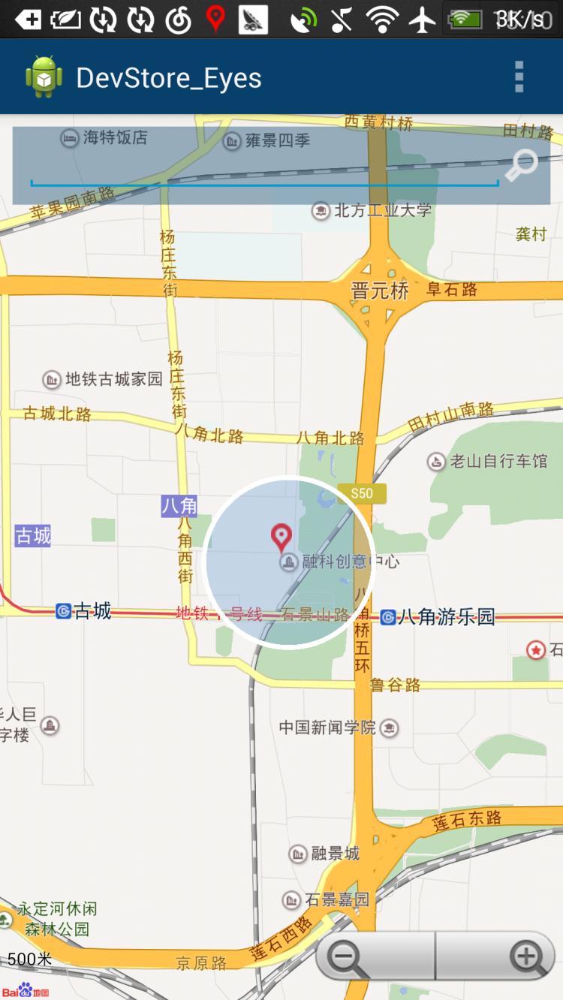 3K/s
DevStore_Eyes
西黄村桥
海特饭店
雍景四季
田村路
苹果园南路
北方工业大学
龚村
杨庄东街
晋元桥
阜石路
杨庄东街
地铁古城家园
古城北路
八角北路
八角北路
田村山南路
老山自行车馆
S50
八角
古城
八角西街
融科创意中心
古城
地铁1号线
石景山路
八角游乐园
八角桥五环
石
鲁谷路
华人巨
字楼
中国新闻学院
莲石东路
融景城
石景嘉园
永定河休闲
森林公园
莲石西路
500米
京原路
Bai du 地图